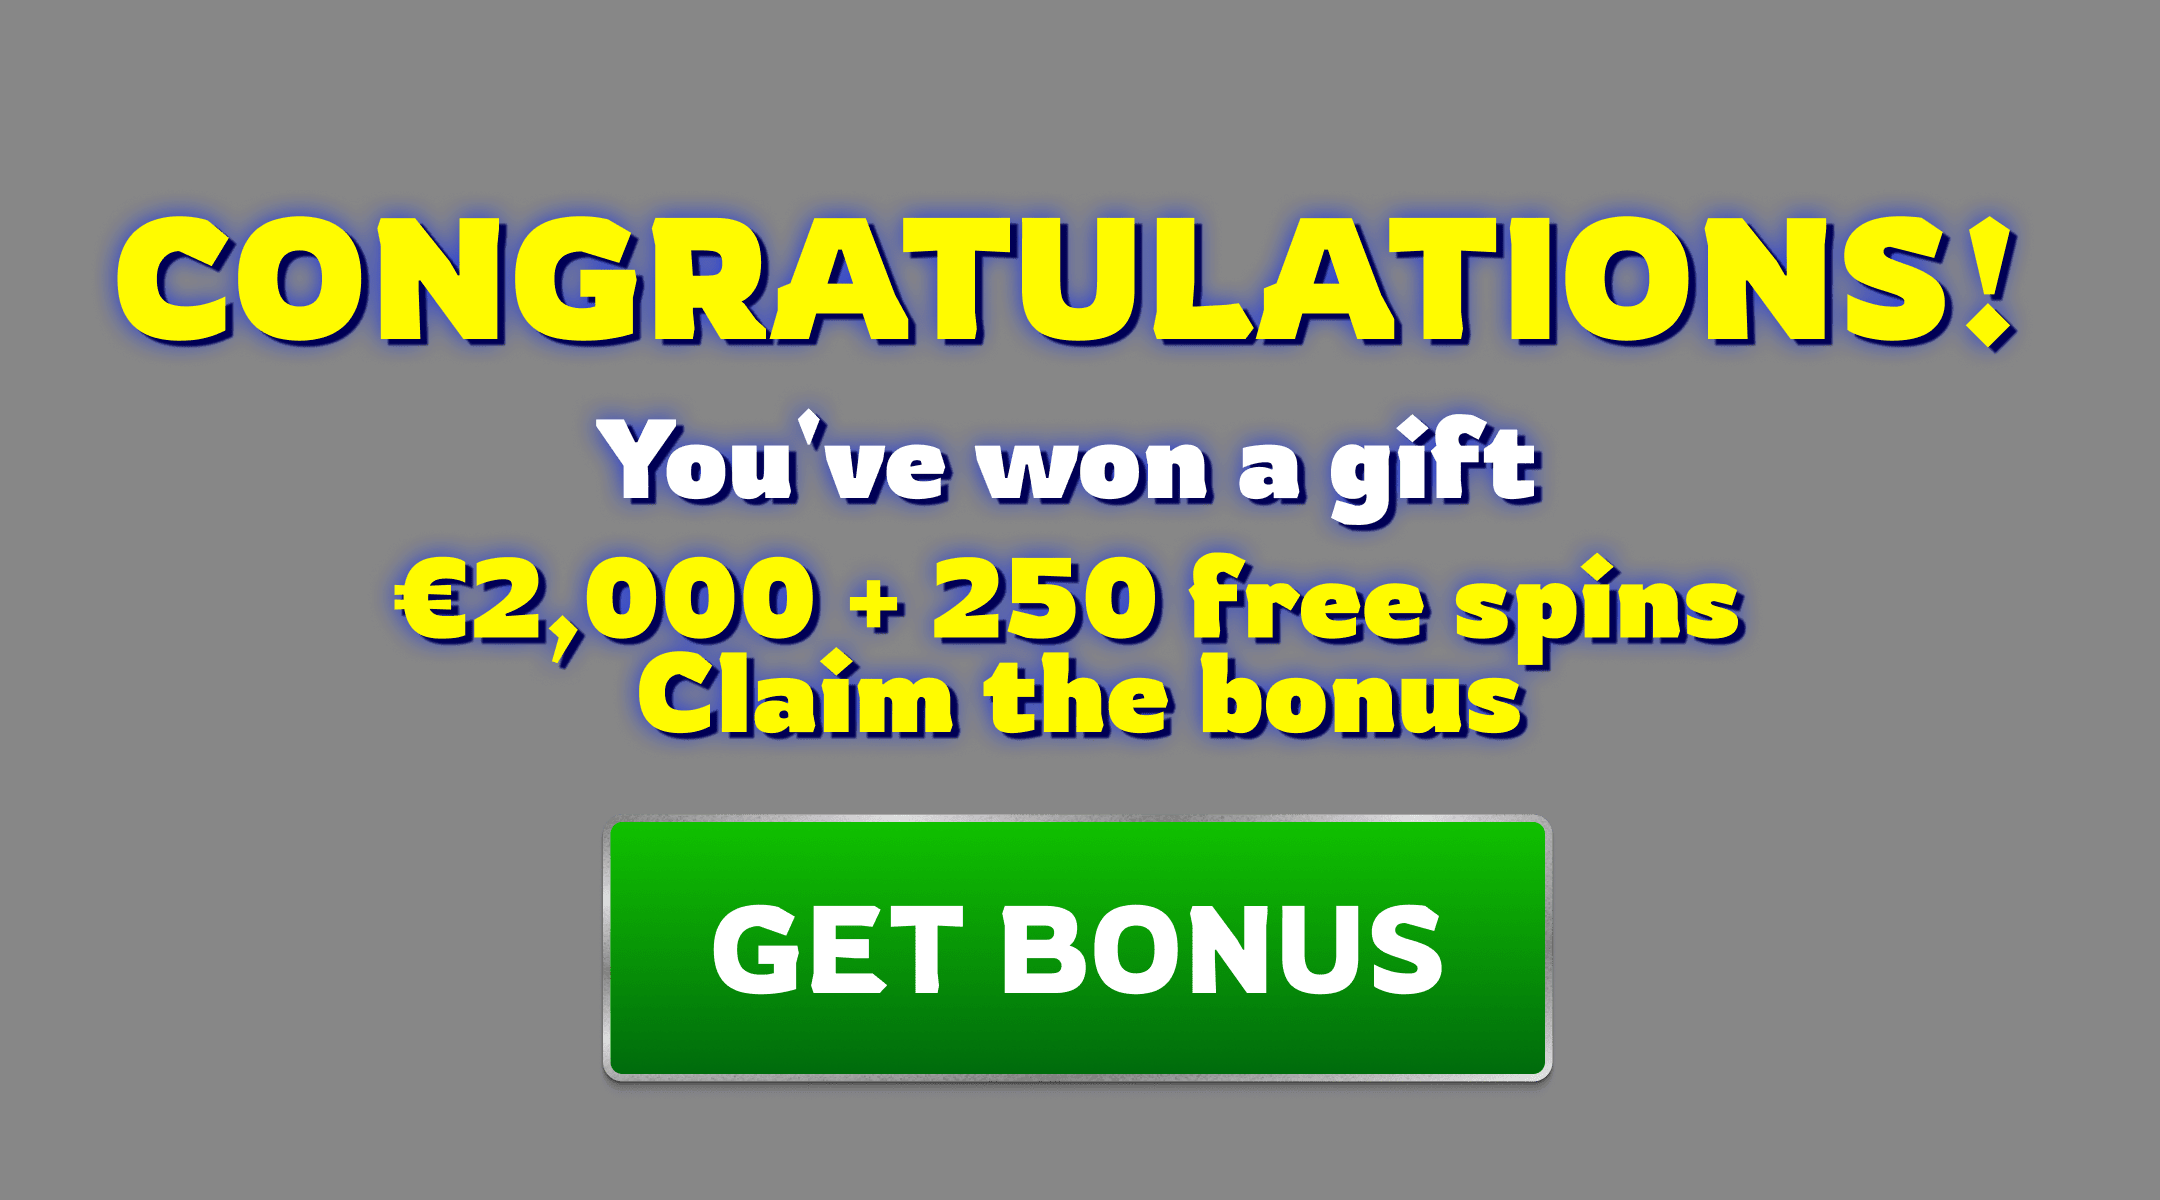 CONGRATULATIONS!
You've won a gift
€2,000 + 250 free spins
Claim the bonus
GET BONUS